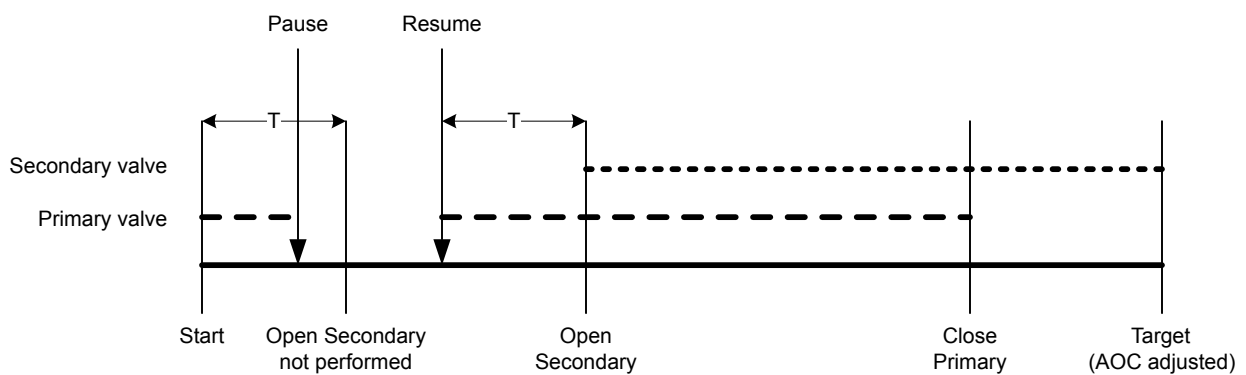 Pause
Resume
T
T
Secondary valve
Primary valve
Start
Open Secondary
not performed
Open
Secondary
Close
Primary
Target
(AOC adjusted)